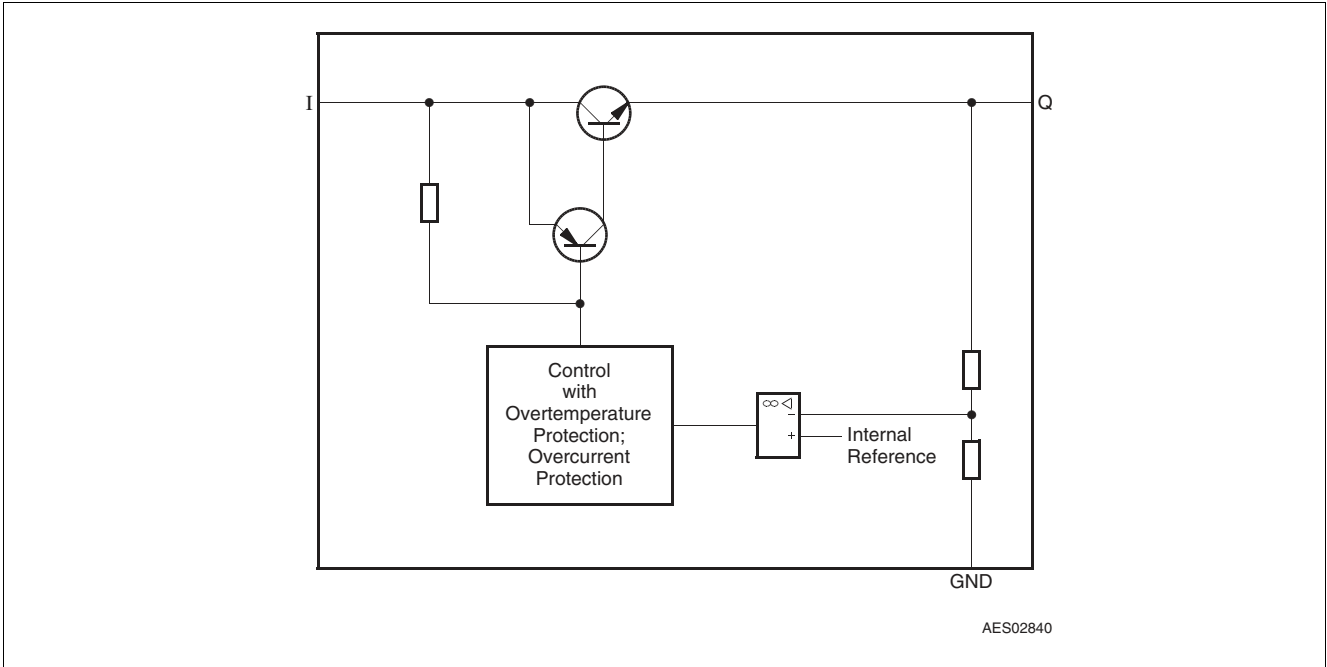 I
Q
Control
with
Overtemperature
Protection;
Overcurrent
Protection
∞ ◁
−
+
Internal
Reference
GND
AES02840